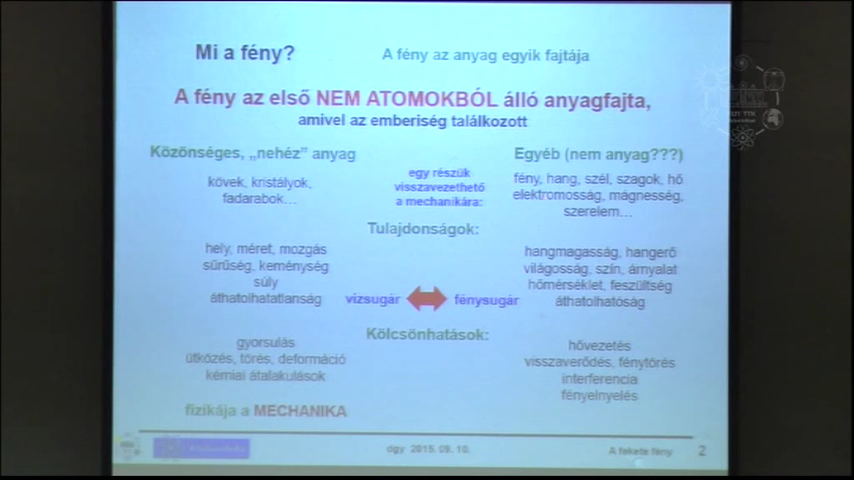 Mi a fény?
A fény az anyag egyik fajtája
A fény az első NEM ATOMOKBÓL álló anyagfajta,
amivel az emberiség találkozott
Közönséges, „nehéz” anyag
kövek, kristályok,
fadarabok...
egy részük
visszavezethető
a mechanikára:
Egyéb (nem anyag???)
fény, hang, szél, szagok, hő
elektromosság, mágnesség,
szerelem...
Tulajdonságok:
hely, méret, mozgás
sűrűség, keménység
súly
áthatolhatatlanság
vízsugár
fénysugár
hangmagasság, hangerő
világosság, szín, árnyalat
hőmérséklet, feszültség
áthatolhatóság
Kölcsönhatások:
gyorsulás
ütközés, törés, deformáció
kémiai átalakulások
hővezetés
visszaverődés, fénytörés
interferencia
fényelnyelés
fizikája a MECHANIKA
dgy 2015. 09. 10.
A fekete fény
2